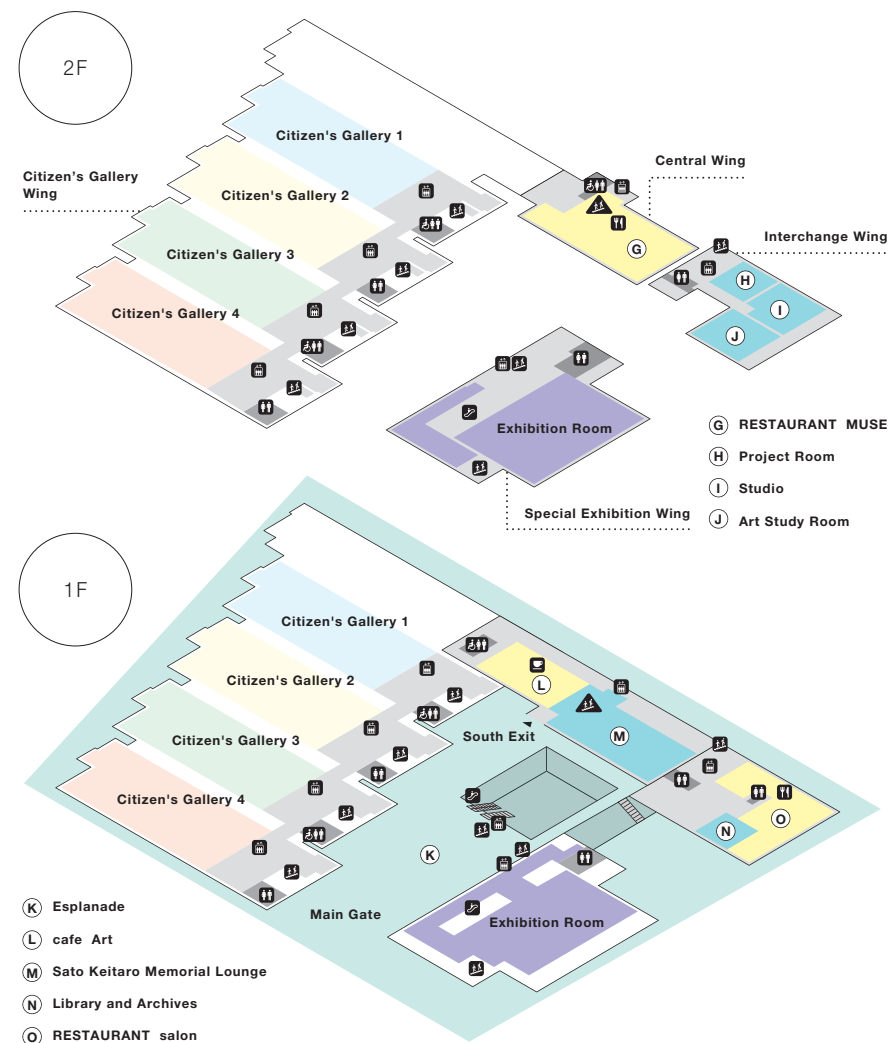 2F
Citizen's Gallery 1
Citizen's Gallery 2
Citizen's Gallery 3
Citizen's Gallery 4
Citizen's Gallery
Wing
Central Wing
Interchange Wing
G
H
I
J
Exhibition Room
Special Exhibition Wing
G RESTAURANT MUSE
H Project Room
I Studio
J Art Study Room
1F
Citizen's Gallery 1
Citizen's Gallery 2
Citizen's Gallery 3
Citizen's Gallery 4
L
South Exit
M
N
O
K
Main Gate
Exhibition Room
K Esplanade
L cafe Art
M Sato Keitaro Memorial Lounge
N Library and Archives
O RESTAURANT salon